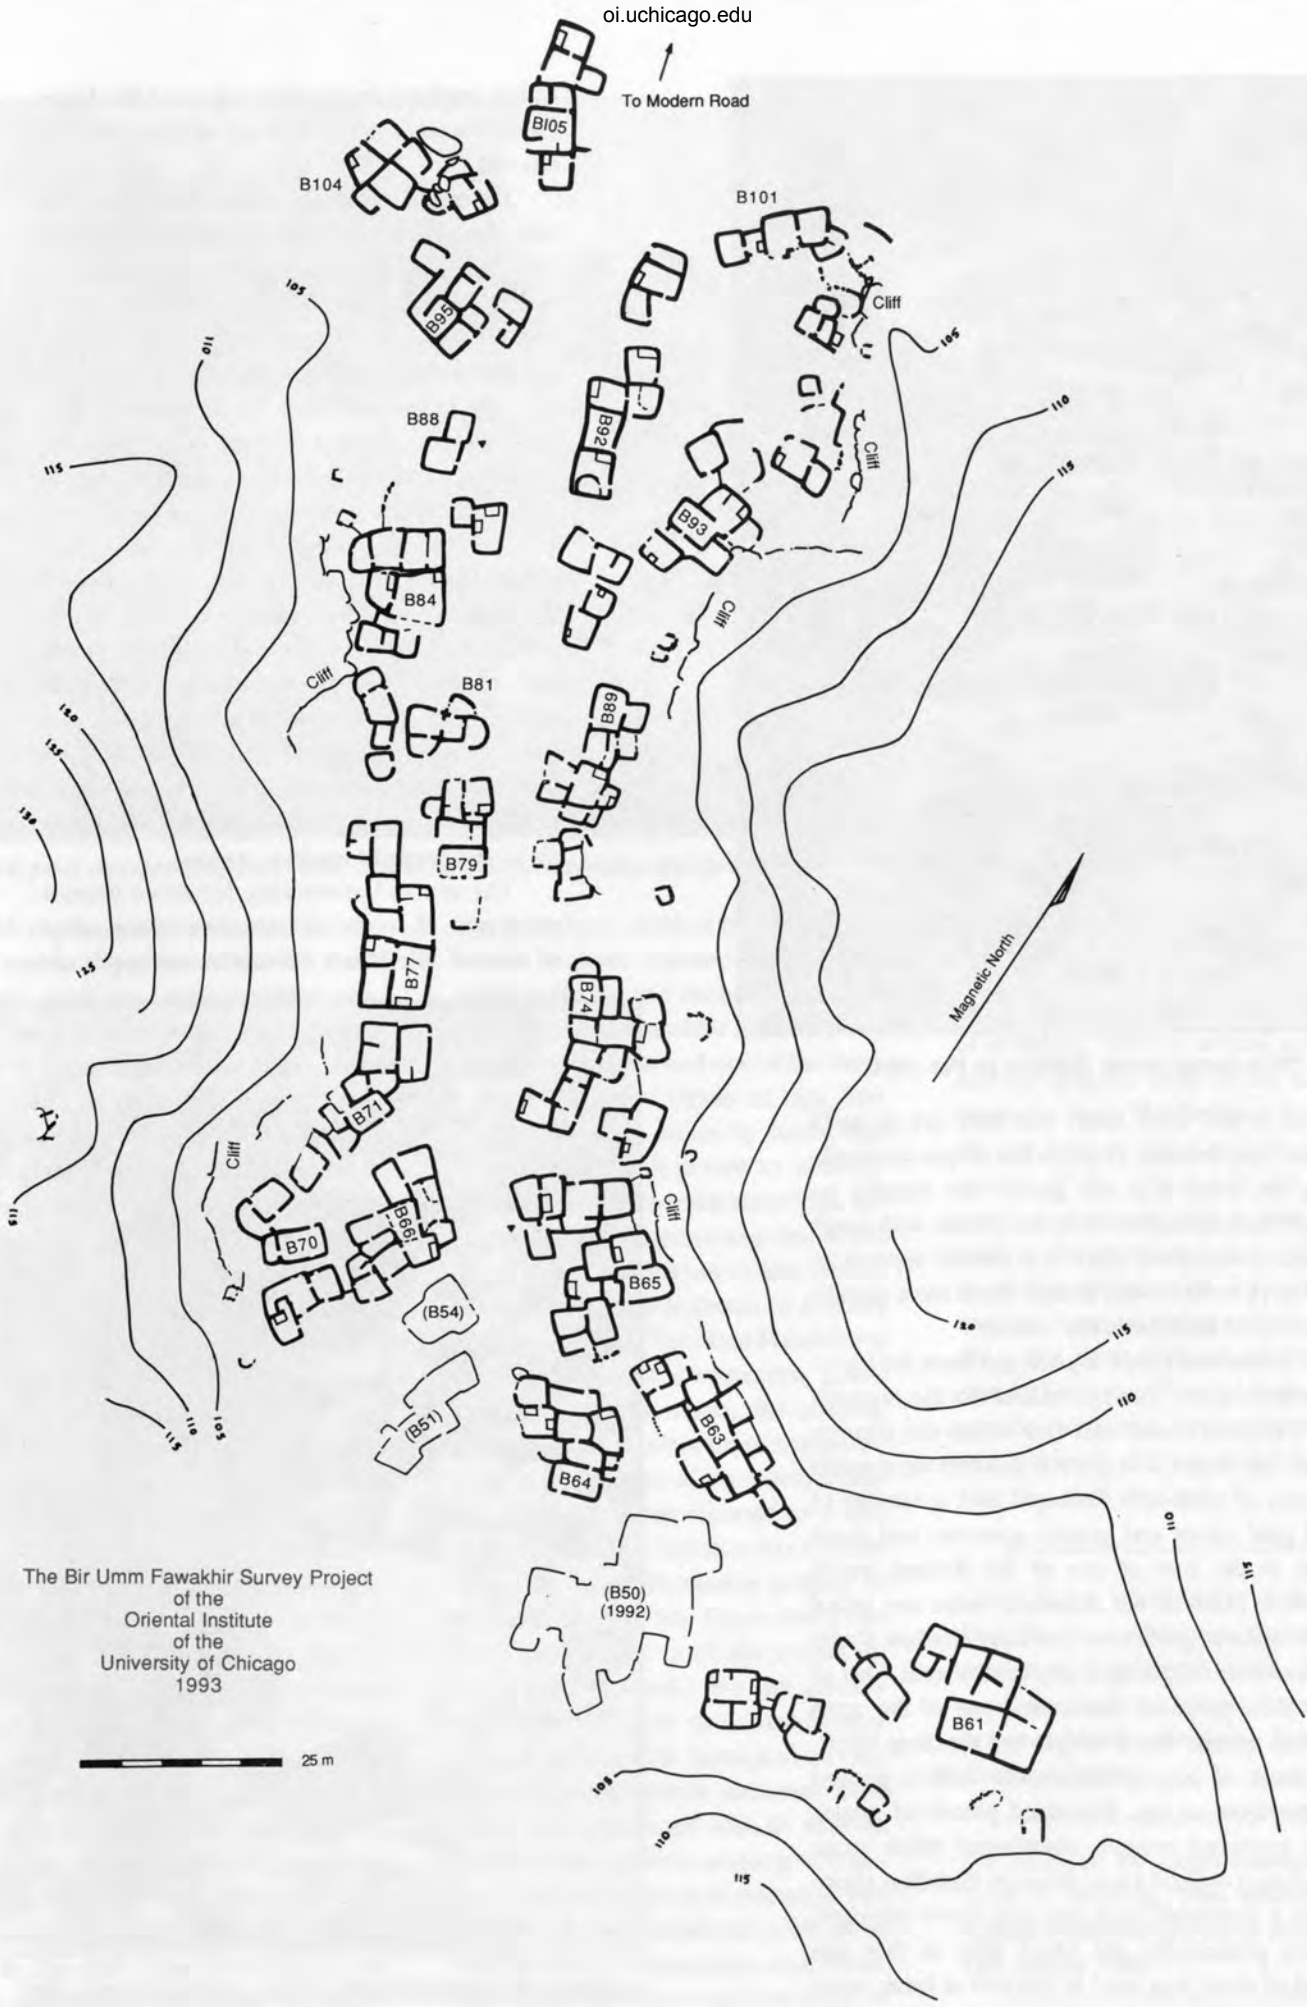 oi.uchicago.edu
To Modern Road
B105
B104
B101
Cliff
B95
105
105
110
110
B88
B92
115
115
Cliff
B93
B84
Cliff
Cliff
B81
B89
120
125
130
B79
125
B77
Magnetic North
B74
B71
Cliff
115
B66
Cliff
B70
B65
(B54)
120
115
110
(B51)
B63
115
110
105
B64
110
115
The Bir Umm Fawakhir Survey Project
of the
Oriental Institute
of the
University of Chicago
1993
(B50)
(1992)
B61
25 m
105
110
115